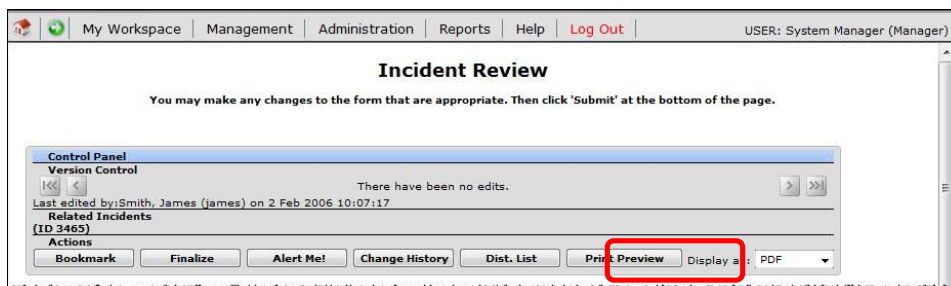 My Workspace Management Administration Reports Help Log Out USER: System Manager (Manager)
Incident Review
You may make any changes to the form that are appropriate. Then click 'Submit' at the bottom of the page.
Control Panel
Version Control
There have been no edits.
Last edited by:Smith, James (james) on 2 Feb 2006 10:07:17
Related Incidents
(ID 3465)
Actions
Bookmark Finalize Alert Me! Change History Dist. List Print Preview Display as: PDF